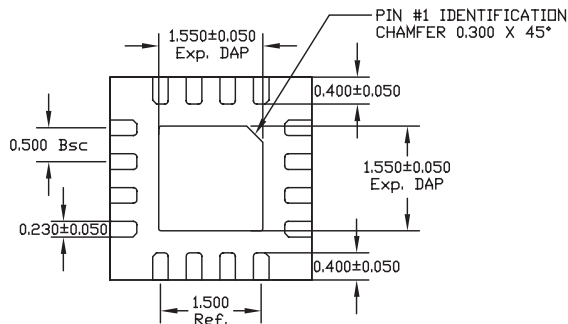 PIN #1 IDENTIFICATION
CHAMFER 0.300 X 45°
1.550±0.050
Exp. DAP
0.400±0.050
0.500 Bsc
1.550±0.050
Exp. DAP
0.230±0.050
0.400±0.050
1.500
Ref.